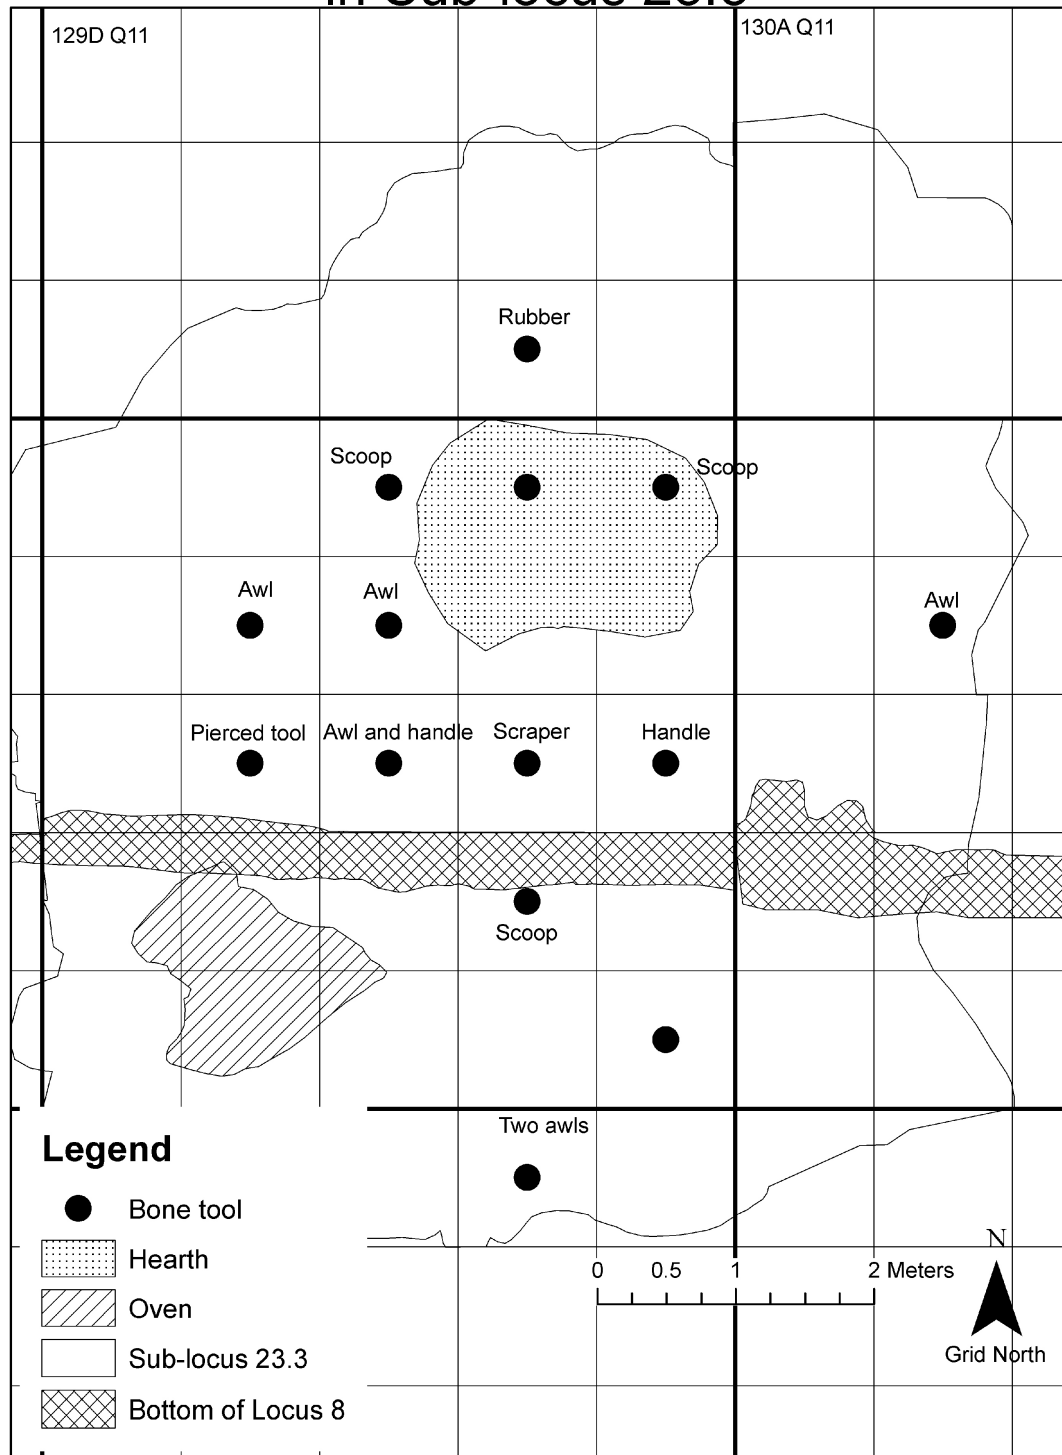 129D Q11
130A Q11
Rubber
Scoop
Scoop
Awl
Awl
Awl
Pierced tool
Awl and handle
Scraper
Handle
Scoop
Two awls
Legend
Bone tool
Hearth
Oven
Sub-locus 23.3
Bottom of Locus 8
0 0.5 1 2 Meters
N
Grid North